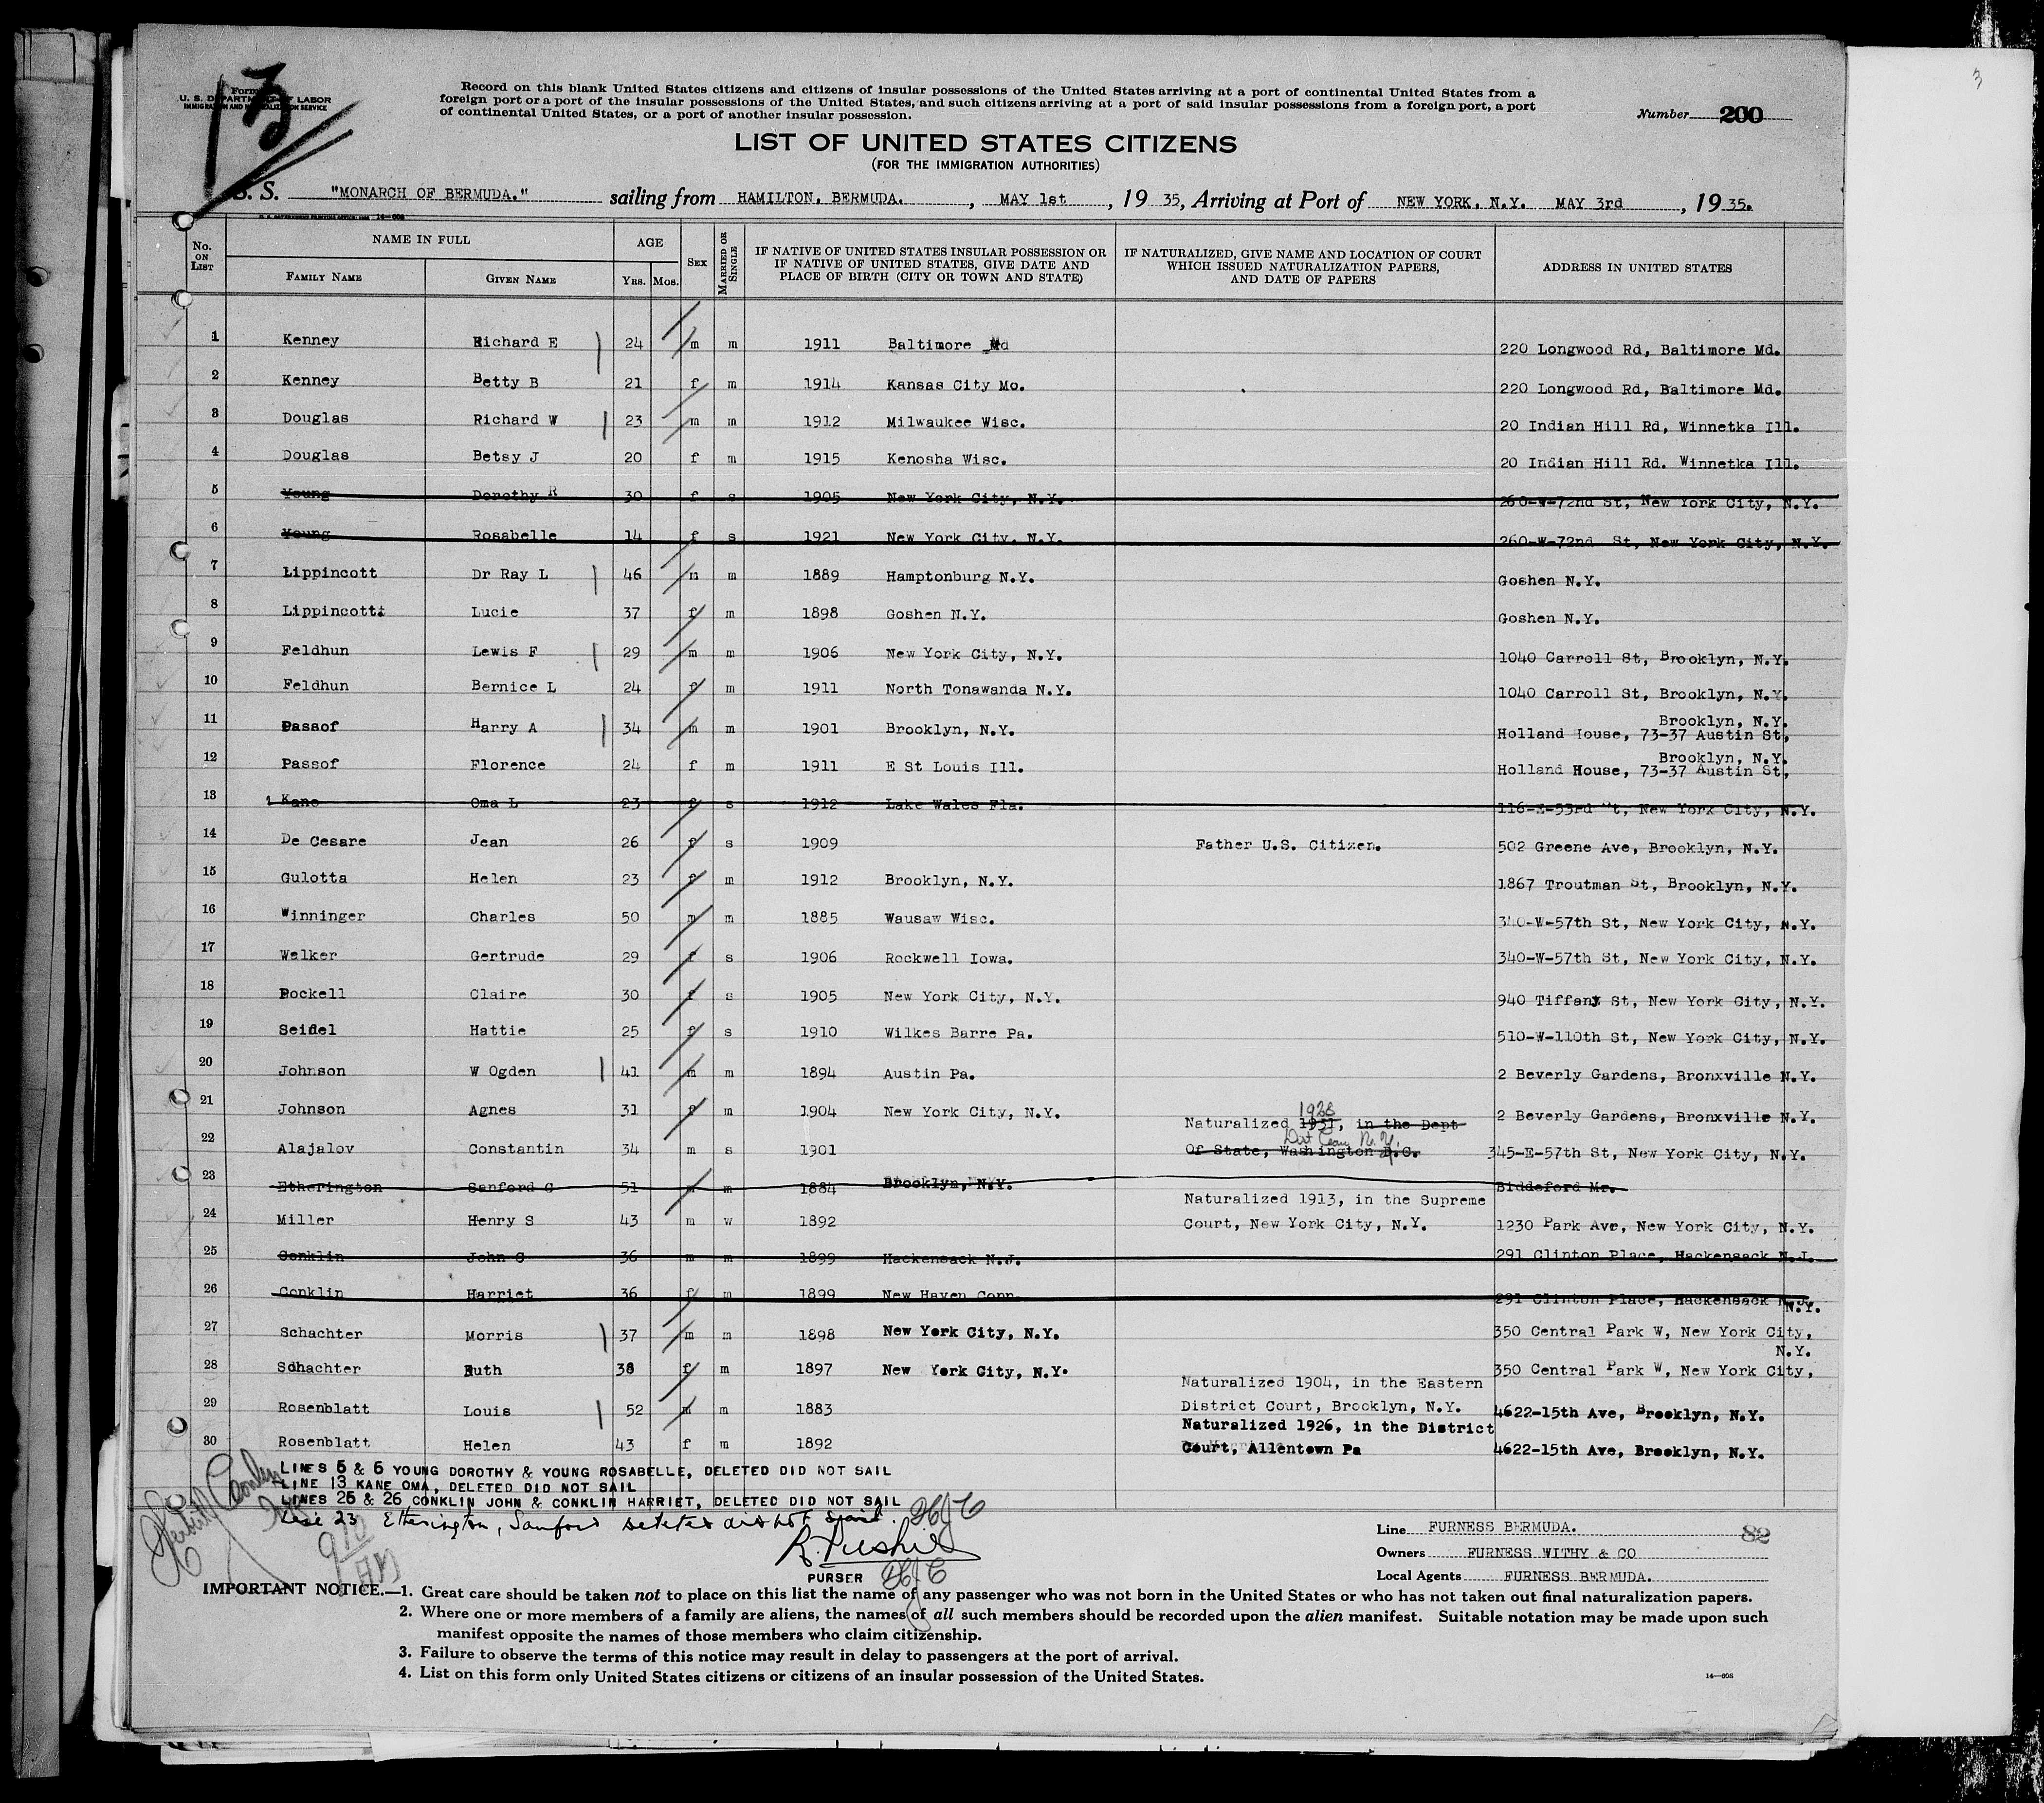 13
Form
U. S. DEPARTMENT OF LABOR
IMMIGRATION AND NATURALIZATION SERVICE
Record on this blank United States citizens and citizens of insular possessions of the United States arriving at a port of continental United States from a
foreign port or a port of the insular possessions of the United States, and such citizens arriving at a port of said insular possessions from a foreign port, a port
of continental United States, or a port of another insular possession.
Number 200
3
LIST OF UNITED STATES CITIZENS
(FOR THE IMMIGRATION AUTHORITIES)
S. S. "MONARCH OF BERMUDA." sailing from HAMILTON, BERMUDA. , MAY 1st , 19 35, Arriving at Port of NEW YORK, N.Y. MAY 3rd , 19 35.
No. ON LIST NAME IN FULL FAMILY NAME GIVEN NAME AGE YRS. MOS. SEX MARRIED OR SINGLE IF NATIVE OF UNITED STATES INSULAR POSSESSION OR IF NATIVE OF UNITED STATES, GIVE DATE AND PLACE OF BIRTH (CITY OR TOWN AND STATE) IF NATURALIZED, GIVE NAME AND LOCATION OF COURT WHICH ISSUED NATURALIZATION PAPERS, AND DATE OF PAPERS ADDRESS IN UNITED STATES
1 Kenney Richard E 24 m m 1911 Baltimore Md 220 Longwood Rd, Baltimore Md.
2 Kenney Betty B 21 f m 1914 Kansas City Mo. 220 Longwood Rd, Baltimore Md.
3 Douglas Richard W 23 m m 1912 Milwaukee Wisc. 20 Indian Hill Rd, Winnetka Ill.
4 Douglas Betsy J 20 f m 1915 Kenosha Wisc. 20 Indian Hill Rd. Winnetka Ill.
5 Young Dorothy R 30 f s 1905 New York City, N.Y. 260-W-72nd St, New York City, N.Y.
6 Young Rosabelle 14 f s 1921 New York City, N.Y. 260-W-72nd St, New York City, N.Y.
7 Lippincott Dr Ray L 46 m m 1889 Hamptonburg N.Y. Goshen N.Y.
8 Lippincott Lucie 37 f m 1898 Goshen N.Y. Goshen N.Y.
9 Feldhun Lewis F 29 m m 1906 New York City, N.Y. 1040 Carroll St, Brooklyn, N.Y.
10 Feldhun Bernice L 24 f m 1911 North Tonawanda N.Y. 1040 Carroll St, Brooklyn, N.Y.
11 Passof Harry A 34 m m 1901 Brooklyn, N.Y. Holland House, 73-37 Austin St, Brooklyn, N.Y.
12 Passof Florence 24 f m 1911 E St Louis Ill. Holland House, 73-37 Austin St, Brooklyn, N.Y.
13 Kane Oma L 23 f s 1912 Lake Wales Fla. 116-E-53rd St, New York City, N.Y.
14 De Cesare Jean 26 f s 1909 Father U.S. Citizen. 502 Greene Ave, Brooklyn, N.Y.
15 Gulotta Helen 23 f m 1912 Brooklyn, N.Y. 1867 Troutman St, Brooklyn, N.Y.
16 Winninger Charles 50 m m 1885 Wausaw Wisc. 340-W-57th St, New York City, N.Y.
17 Walker Gertrude 29 f s 1906 Rockwell Iowa. 340-W-57th St, New York City, N.Y.
18 Rockell Claire 30 f s 1905 New York City, N.Y. 940 Tiffany St, New York City, N.Y.
19 Seidel Hattie 25 f s 1910 Wilkes Barre Pa. 510-W-110th St, New York City, N.Y.
20 Johnson W Ogden 41 m m 1894 Austin Pa. 2 Beverly Gardens, Bronxville N.Y.
21 Johnson Agnes 31 f m 1904 New York City, N.Y. 2 Beverly Gardens, Bronxville N.Y.
1928
Naturalized 1931, in the Dept
N.Y.
22 Alajalov Constantin 34 m s 1901 Of State, Washington D.C. 345-E-57th St, New York City, N.Y.
23 Etherington Sanford G 51 m m 1884 Brooklyn, N.Y. Biddeford Me.
Naturalized 1913, in the Supreme
24 Miller Henry S 43 m w 1892 Court, New York City, N.Y. 1230 Park Ave, New York City, N.Y.
25 Conklin John G 36 m m 1899 Hackensack N.J. 291 Clinton Place, Hackensack N.J.
26 Conklin Harriet 36 f m 1899 New Haven Conn 291 Clinton Place, Hackensack N.J.
27 Schachter Morris 37 m m 1898 New York City, N.Y. 350 Central Park W, New York City, N.Y.
28 Schachter Ruth 38 f m 1897 New York City, N.Y. 350 Central Park W, New York City, N.Y.
Naturalized 1904, in the Eastern
29 Rosenblatt Louis 52 m m 1883 District Court, Brooklyn, N.Y. 4622-15th Ave, Brooklyn, N.Y.
Naturalized 1926, in the District
30 Rosenblatt Helen 43 f m 1892 Court, Allentown Pa 4622-15th Ave, Brooklyn, N.Y.
LINES 5 & 6 YOUNG DOROTHY & YOUNG ROSABELLE, DELETED DID NOT SAIL
LINE 13 KANE OMA, DELETED DID NOT SAIL
LINES 25 & 26 CONKLIN JOHN & CONKLIN HARRIET, DELETED DID NOT SAIL
Line 23 Etherington, Sanford deleted did not sail.
PURSER
Line FURNESS BERMUDA.
82
Owners FURNESS WITHY & CO
Local Agents FURNESS BERMUDA.
IMPORTANT NOTICE.—1. Great care should be taken not to place on this list the name of any passenger who was not born in the United States or who has not taken out final naturalization papers.
2. Where one or more members of a family are aliens, the names of all such members should be recorded upon the alien manifest. Suitable notation may be made upon such
manifest opposite the names of those members who claim citizenship.
3. Failure to observe the terms of this notice may result in delay to passengers at the port of arrival.
4. List on this form only United States citizens or citizens of an insular possession of the United States.
14—608